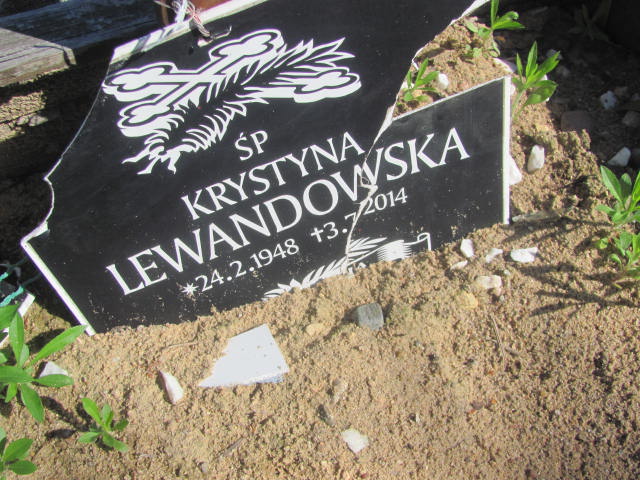 ŚP
KRYSTYNA
LEWANDOWSKA
*24.2.1948 †3.7.2014